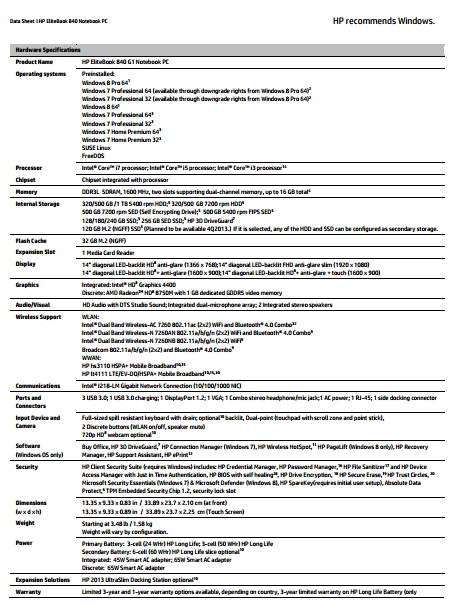 Data Sheet | HP EliteBook 840 Notebook PC
HP recommends Windows.
Hardware Specifications
Product Name HP EliteBook 840 G1 Notebook PC
Operating systems Preinstalled:
Windows 8 Pro 64¹
Windows 7 Professional 64 (available through downgrade rights from Windows 8 Pro 64)²
Windows 7 Professional 32 (available through downgrade rights from Windows 8 Pro 64)²
Windows 8 64¹
Windows 7 Professional 64³
Windows 7 Professional 32³
Windows 7 Home Premium 64³
Windows 7 Home Premium 32³
SUSE Linux
FreeDOS
Processor Intel® Core™ i7 processor; Intel® Core™ i5 processor; Intel® Core™ i3 processor
Chipset Chipset integrated with processor
Memory DDR3L SDRAM, 1600 MHz, two slots supporting dual-channel memory, up to 16 GB total
Internal Storage 320/500 GB /1 TB 5400 rpm HDD; 320/500 GB 7200 rpm HDD
500 GB 7200 rpm SED (Self Encrypting Drive); 500 GB 5400 rpm FIPS SED
128/180/240 GB SSD; 256 GB SED SSD; HP 3D DriveGuard
120 GB M.2 (NGFF) SSD (Planned to be available 4Q2013.) If it is selected, any of the HDD and SSD can be configured as secondary storage.
Flash Cache 32 GB M.2 (NGFF)
Expansion Slot 1 Media Card Reader
Display 14" diagonal LED-backlit HD anti-glare (1366 x 768); 14" diagonal LED-backlit FHD anti-glare slim (1920 x 1080)
14" diagonal LED-backlit HD+ anti-glare (1600 x 900); 14" diagonal LED-backlit HD+ anti-glare + touch (1600 x 900)
Graphics Integrated: Intel® HD Graphics 4400
Discrete: AMD Radeon™ HD 8750M with 1 GB dedicated GDDR5 video memory
Audio/Visual HD Audio with DTS Studio Sound; Integrated dual-microphone array; 2 Integrated stereo speakers
Wireless Support WLAN:
Intel® Dual Band Wireless-AC 7260 802.11ac (2x2) WiFi and Bluetooth® 4.0 Combo
Intel® Dual Band Wireless-N 7260AN 802.11a/b/g/n (2x2) WiFi and Bluetooth® 4.0 Combo
Intel® Dual Band Wireless-N 7260NB 802.11a/b/g/n (2x2) WiFi
Broadcom 802.11a/b/g/n (2x2) and Bluetooth® 4.0 Combo
WWAN:
HP hs3110 HSPA+ Mobile Broadband
HP lt4111 LTE/EV-DO/HSPA+ Mobile Broadband
Communications Intel® I218-LM Gigabit Network Connection (10/100/1000 NIC)
Ports and 3 USB 3.0; 1 USB 3.0 charging; 1 DisplayPort 1.2; 1 VGA; 1 Combo stereo headphone/mic jack; 1 AC power; 1 RJ-45; 1 side docking connector
Connectors
Input Device and Full-sized spill resistant keyboard with drain; optional backlit, Dual-point (touchpad with scroll zone and point stick),
Camera 2 Discrete buttons (WLAN on/off, speaker mute)
720p HD webcam optional
Software Buy Office, HP 3D DriveGuard, HP Connection Manager (Windows 7), HP Wireless HotSpot, HP PageLift (Windows 8 only), HP Recovery
(Windows OS only) Manager, HP Support Assistant, HP ePrint
Security HP Client Security Suite (requires Windows) includes: HP Credential Manager, HP Password Manager, HP File Sanitizer and HP Device
Access Manager with Just in Time Authentication, HP BIOS with self healing, HP Drive Encryption, HP Secure Erase, HP Trust Circles,
Microsoft Security Essentials (Windows 7) & Microsoft Defender (Windows 8), HP SpareKey(requires initial user setup), Absolute Data
Protect, TPM Embedded Security Chip 1.2, security lock slot
Dimensions 13.35 x 9.33 x 0.83 in / 33.89 x 23.7 x 2.10 cm (at front)
(w x d x h) 13.35 x 9.33 x 0.89 in / 33.89 x 23.7 x 2.25 cm (Touch Screen)
Weight Starting at 3.48 lb / 1.58 kg
Weight will vary by configuration.
Power Primary Battery: 3-cell (24 WHr) HP Long Life; 3-cell (50 WHr) HP Long Life
Secondary Battery: 6-cell (60 WHr) HP Long Life slice optional
Integrated: 45W Smart AC adapter; 65W Smart AC adapter
Discrete: 65W Smart AC adapter
Expansion Solutions HP 2013 UltraSlim Docking Station optional
Warranty Limited 3-year and 1-year warranty options available, depending on country, 3-year limited warranty on HP Long Life Battery (only